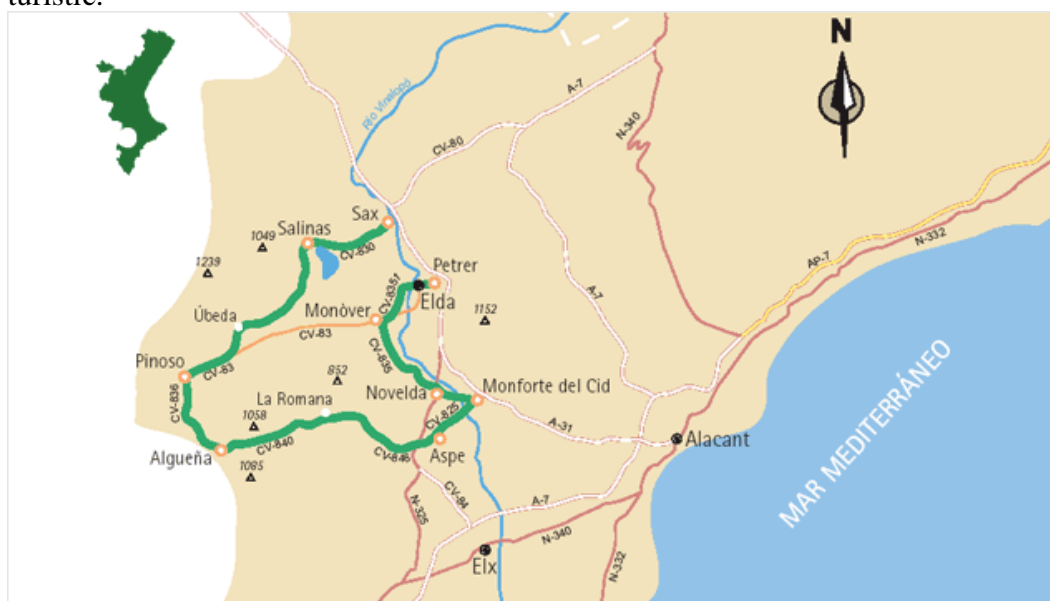 turístic.
N
Río Vinalopó
A-7
CV-80
N-340
Sax
Salinas
1049
CV-830
1239
Petrer
CV-8351
Elda
N-332
AP-7
A-7
Monòver
1152
Úbeda
CV-83
CV-835
Pinoso
CV-83
852
CV-836
La Romana
Novelda
Monforte del Cid
1058
CV-825
A-31
CV-840
Algueña
CV-846
Aspe
Alacant
1085
MAR MEDITERRÁNEO
CV-84
N-325
A-7
N-340
Elx
N-332